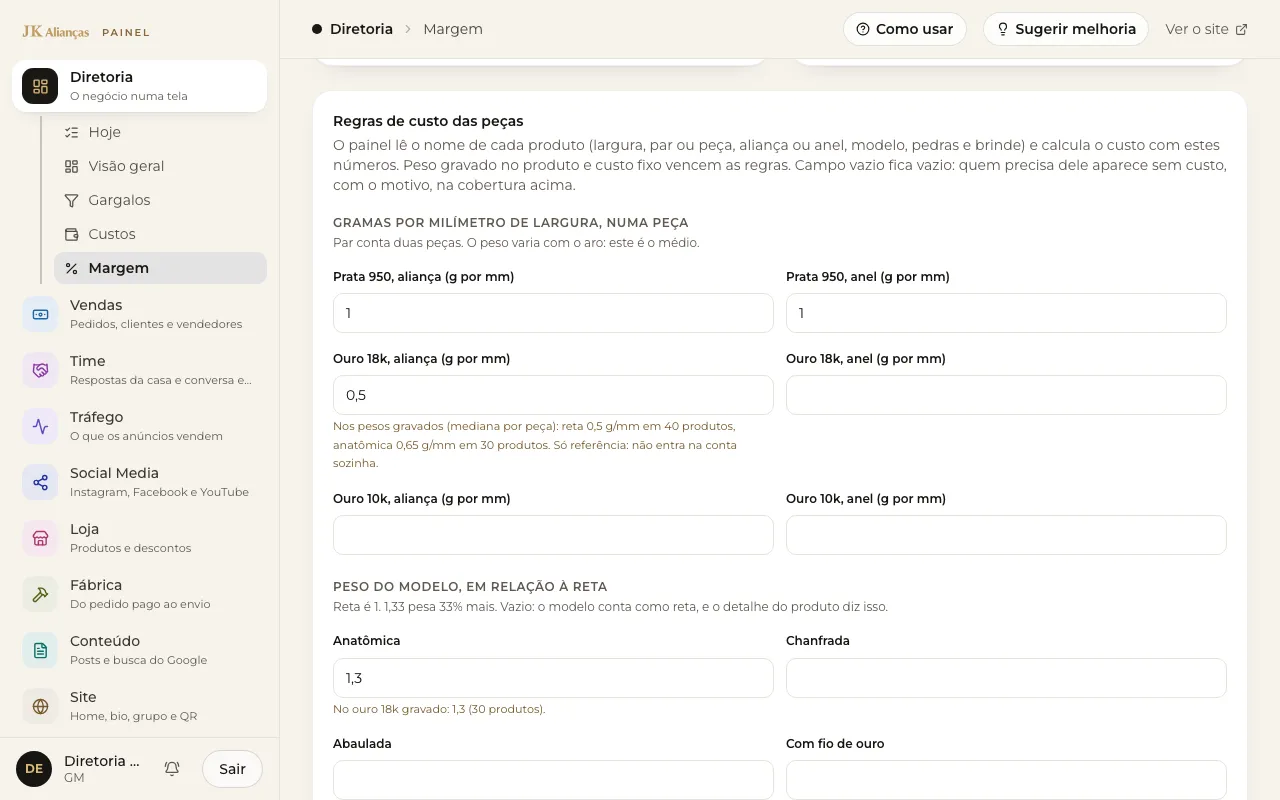 JK Alianças PAINEL
Diretoria
O negócio numa tela
Hoje
Visão geral
Gargalos
Custos
Margem
Vendas
Pedidos, clientes e vendedores
Time
Respostas da casa e conversa e...
Tráfego
O que os anúncios vendem
Social Media
Instagram, Facebook e YouTube
Loja
Produtos e descontos
Fábrica
Do pedido pago ao envio
Conteúdo
Posts e busca do Google
Site
Home, bio, grupo e QR
DE
Diretoria ...
GM
Sair
Diretoria > Margem
Como usar
Sugerir melhoria
Ver o site
Regras de custo das peças
O painel lê o nome de cada produto (largura, par ou peça, aliança ou anel, modelo, pedras e brinde) e calcula o custo com estes
números. Peso gravado no produto e custo fixo vencem as regras. Campo vazio fica vazio: quem precisa dele aparece sem custo,
com o motivo, na cobertura acima.
GRAMAS POR MILÍMETRO DE LARGURA, NUMA PEÇA
Par conta duas peças. O peso varia com o aro: este é o médio.
Prata 950, aliança (g por mm)
1
Prata 950, anel (g por mm)
1
Ouro 18k, aliança (g por mm)
0,5
Nos pesos gravados (mediana por peça): reta 0,5 g/mm em 40 produtos,
anatômica 0,65 g/mm em 30 produtos. Só referência: não entra na conta
sozinha.
Ouro 18k, anel (g por mm)
Ouro 10k, aliança (g por mm)
Ouro 10k, anel (g por mm)
PESO DO MODELO, EM RELAÇÃO À RETA
Reta é 1. 1,33 pesa 33% mais. Vazio: o modelo conta como reta, e o detalhe do produto diz isso.
Anatômica
1,3
No ouro 18k gravado: 1,3 (30 produtos).
Chanfrada
Abaulada
Com fio de ouro